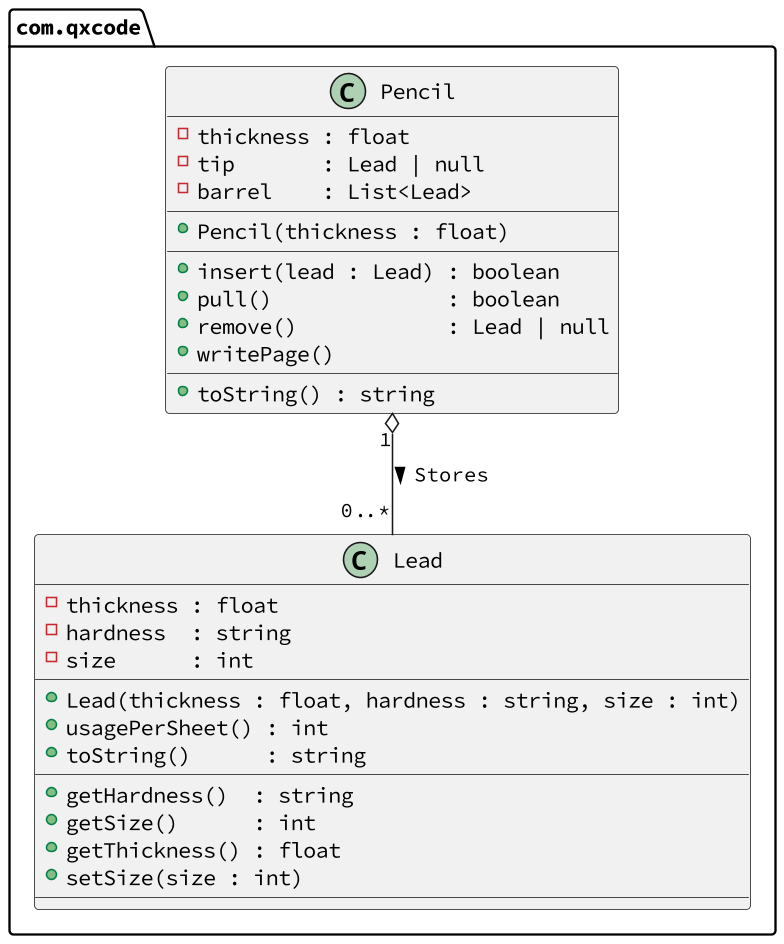 com.qxcode
C Pencil
thickness : float
tip       : Lead | null
barrel    : List<Lead>
Pencil(thickness : float)
insert(lead : Lead) : boolean
pull()              : boolean
remove()            : Lead | null
writePage()
toString() : string
1
Stores
0..*
C Lead
thickness : float
hardness  : string
size      : int
Lead(thickness : float, hardness : string, size : int)
usagePerSheet() : int
toString()      : string
getHardness()  : string
getSize()      : int
getThickness() : float
setSize(size : int)